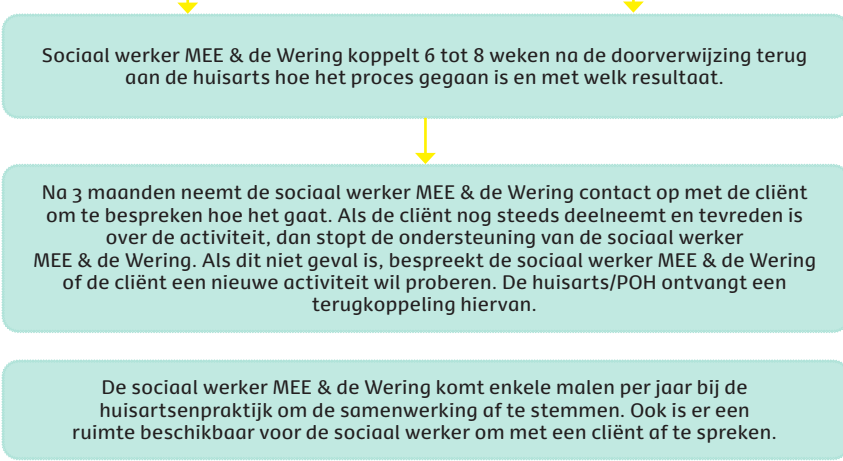 Sociaal werker MEE & de Wering koppelt 6 tot 8 weken na de doorverwijzing terug
aan de huisarts hoe het proces gegaan is en met welk resultaat.
Na 3 maanden neemt de sociaal werker MEE & de Wering contact op met de cliënt
om te bespreken hoe het gaat. Als de cliënt nog steeds deelneemt en tevreden is
over de activiteit, dan stopt de ondersteuning van de sociaal werker
MEE & de Wering. Als dit niet geval is, bespreekt de sociaal werker MEE & de Wering
of de cliënt een nieuwe activiteit wil proberen. De huisarts/POH ontvangt een
terugkoppeling hiervan.
De sociaal werker MEE & de Wering komt enkele malen per jaar bij de
huisartsenpraktijk om de samenwerking af te stemmen. Ook is er een
ruimte beschikbaar voor de sociaal werker om met een cliënt af te spreken.